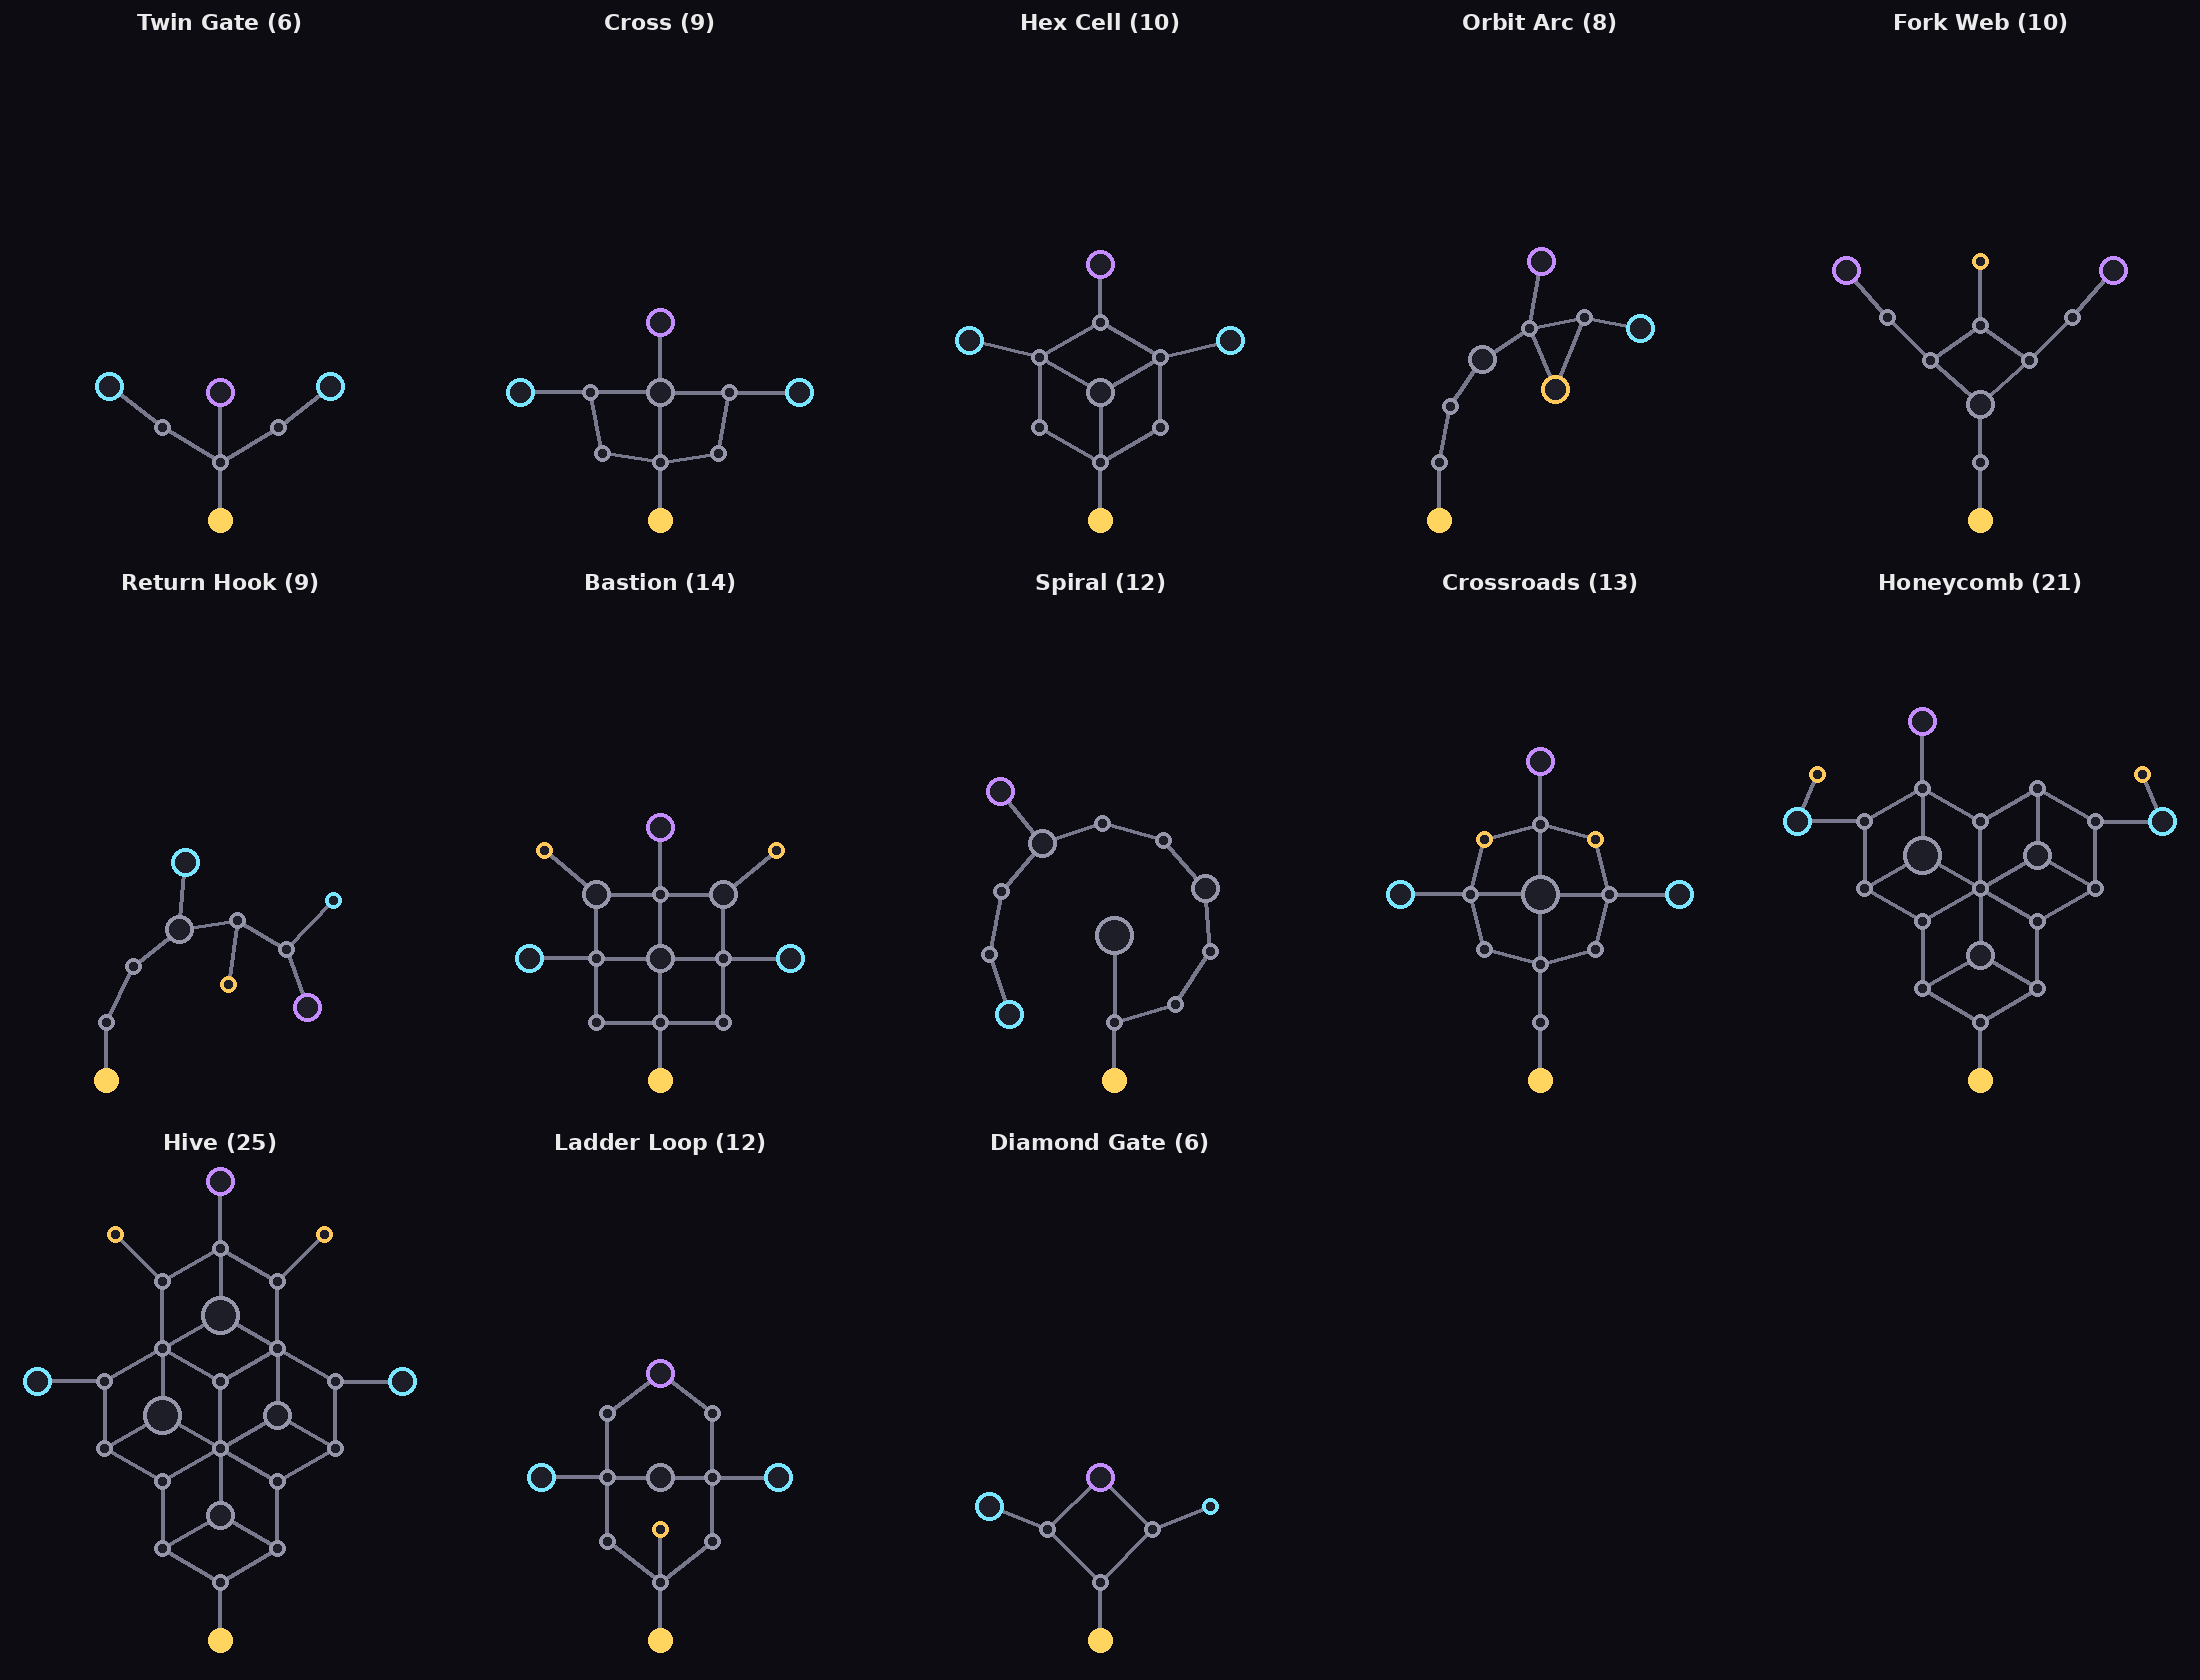 Twin Gate (6)
Cross (9)
Hex Cell (10)
Orbit Arc (8)
Fork Web (10)
Return Hook (9)
Bastion (14)
Spiral (12)
Crossroads (13)
Honeycomb (21)
Hive (25)
Ladder Loop (12)
Diamond Gate (6)